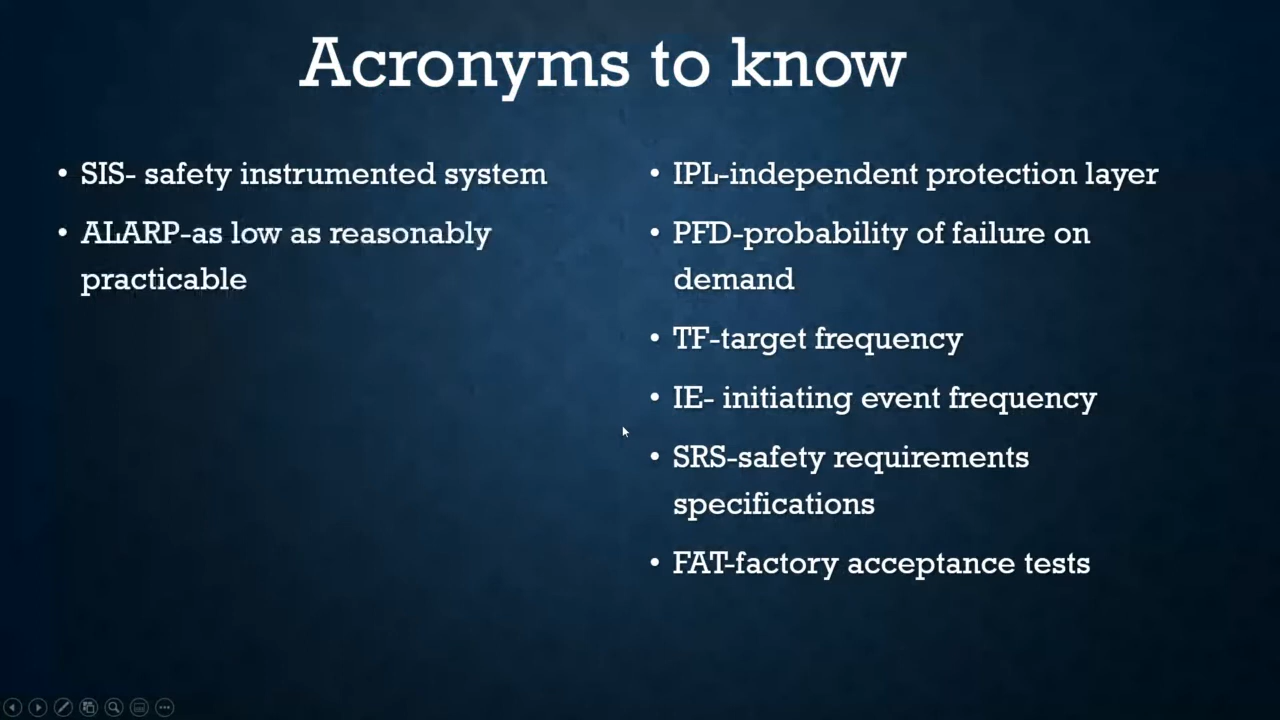 Acronyms to know
• SIS- safety instrumented system
• ALARP-as low as reasonably
practicable
• IPL-independent protection layer
• PFD-probability of failure on
demand
• TF-target frequency
• IE- initiating event frequency
• SRS-safety requirements
specifications
• FAT-factory acceptance tests